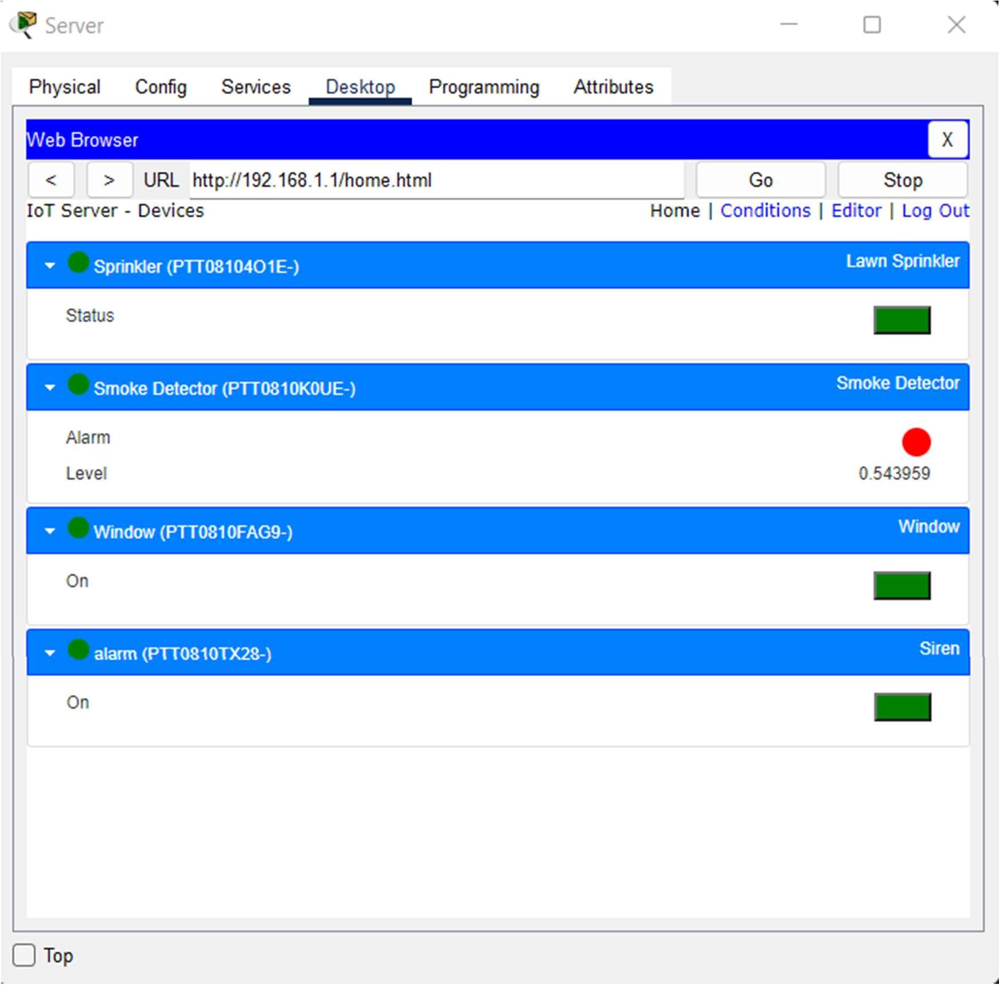 Server
Physical Config Services Desktop Programming Attributes
Web Browser X
< > URL http://192.168.1.1/home.html Go Stop
IoT Server - Devices Home | Conditions | Editor | Log Out
Sprinkler (PTT08104O1E-) Lawn Sprinkler
Status
Smoke Detector (PTT0810K0UE-) Smoke Detector
Alarm
Level 0.543959
Window (PTT0810FAG9-) Window
On
alarm (PTT0810TX28-) Siren
On
Top